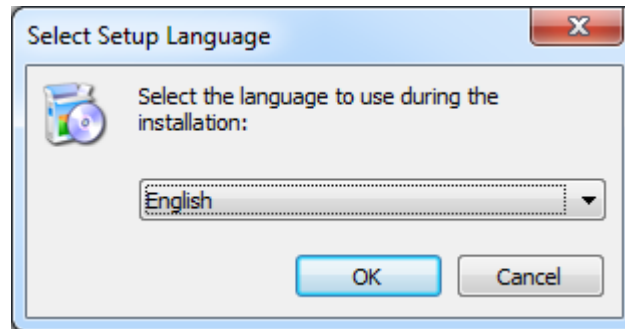 Select Setup Language
Select the language to use during the
installation:
English
OK
Cancel